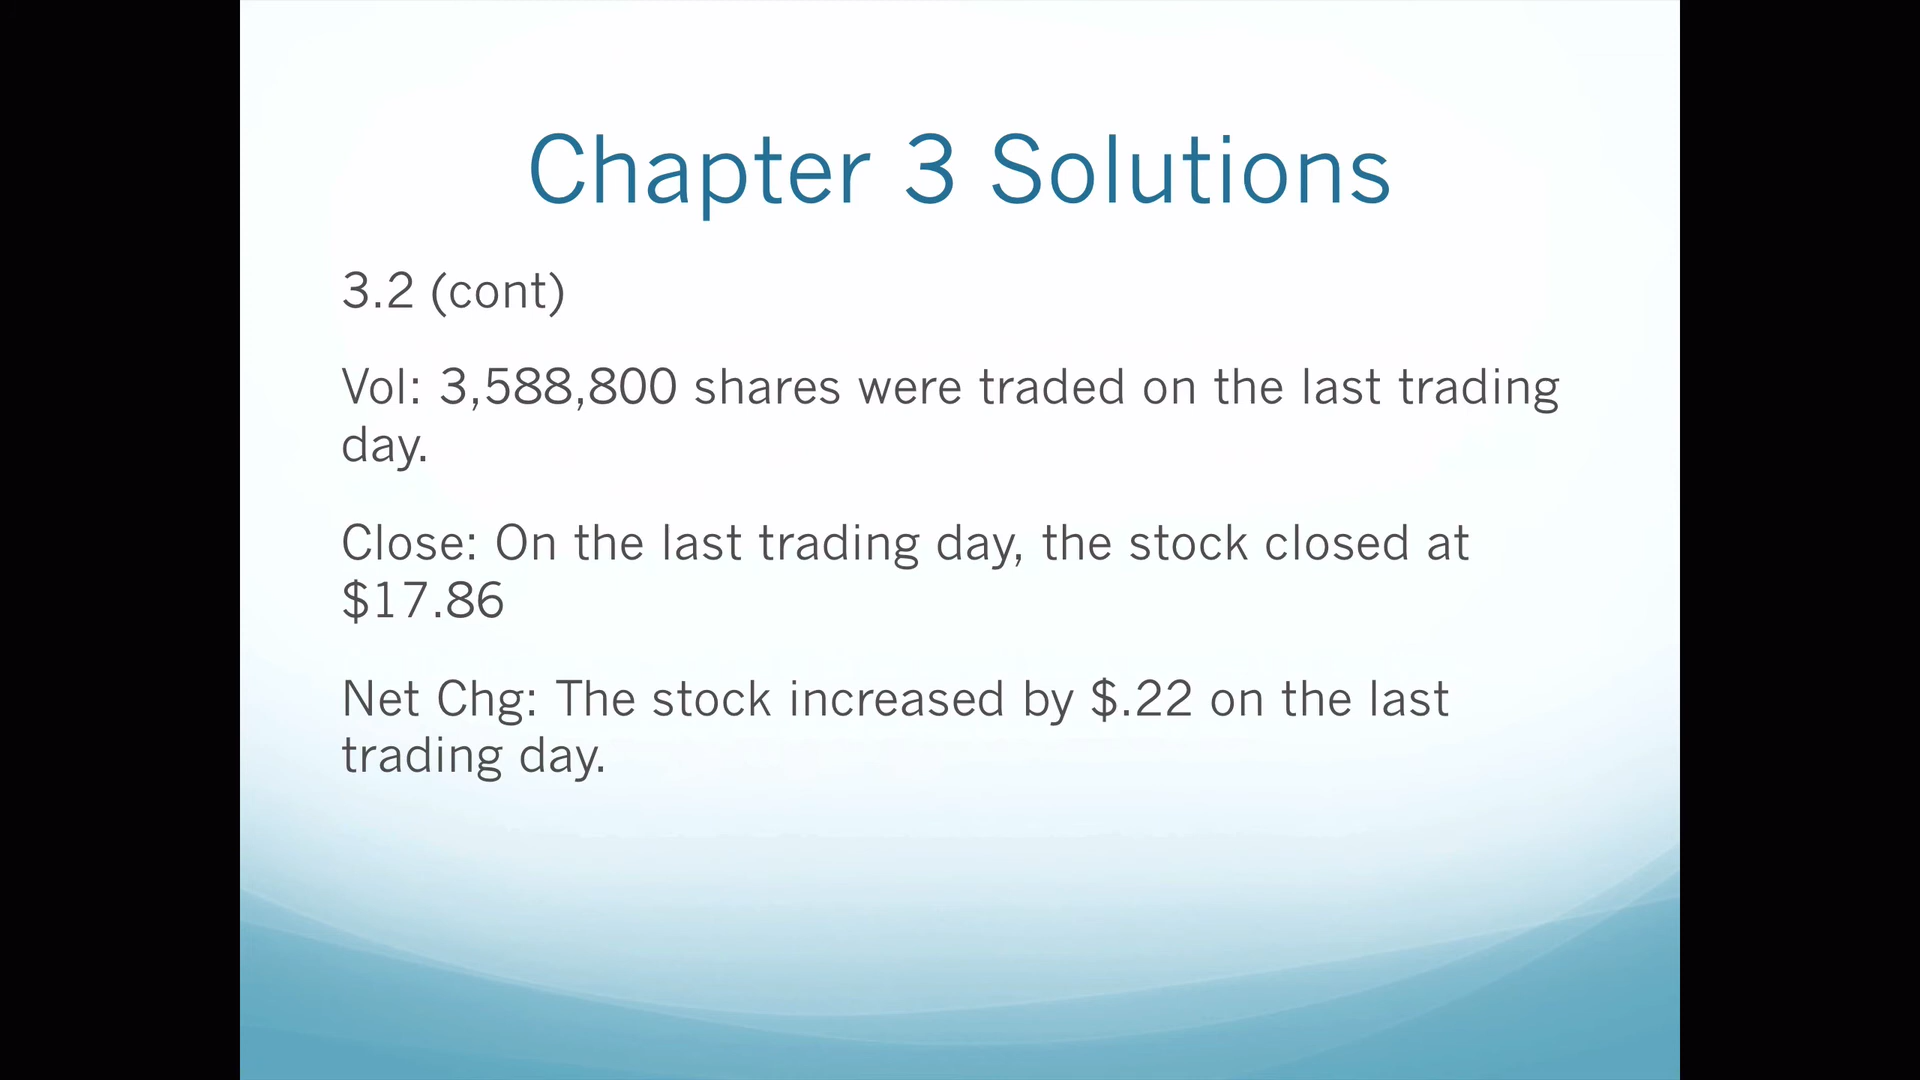 Chapter 3 Solutions
3.2 (cont)
Vol: 3,588,800 shares were traded on the last trading
day.
Close: On the last trading day, the stock closed at
$17.86
Net Chg: The stock increased by $.22 on the last
trading day.